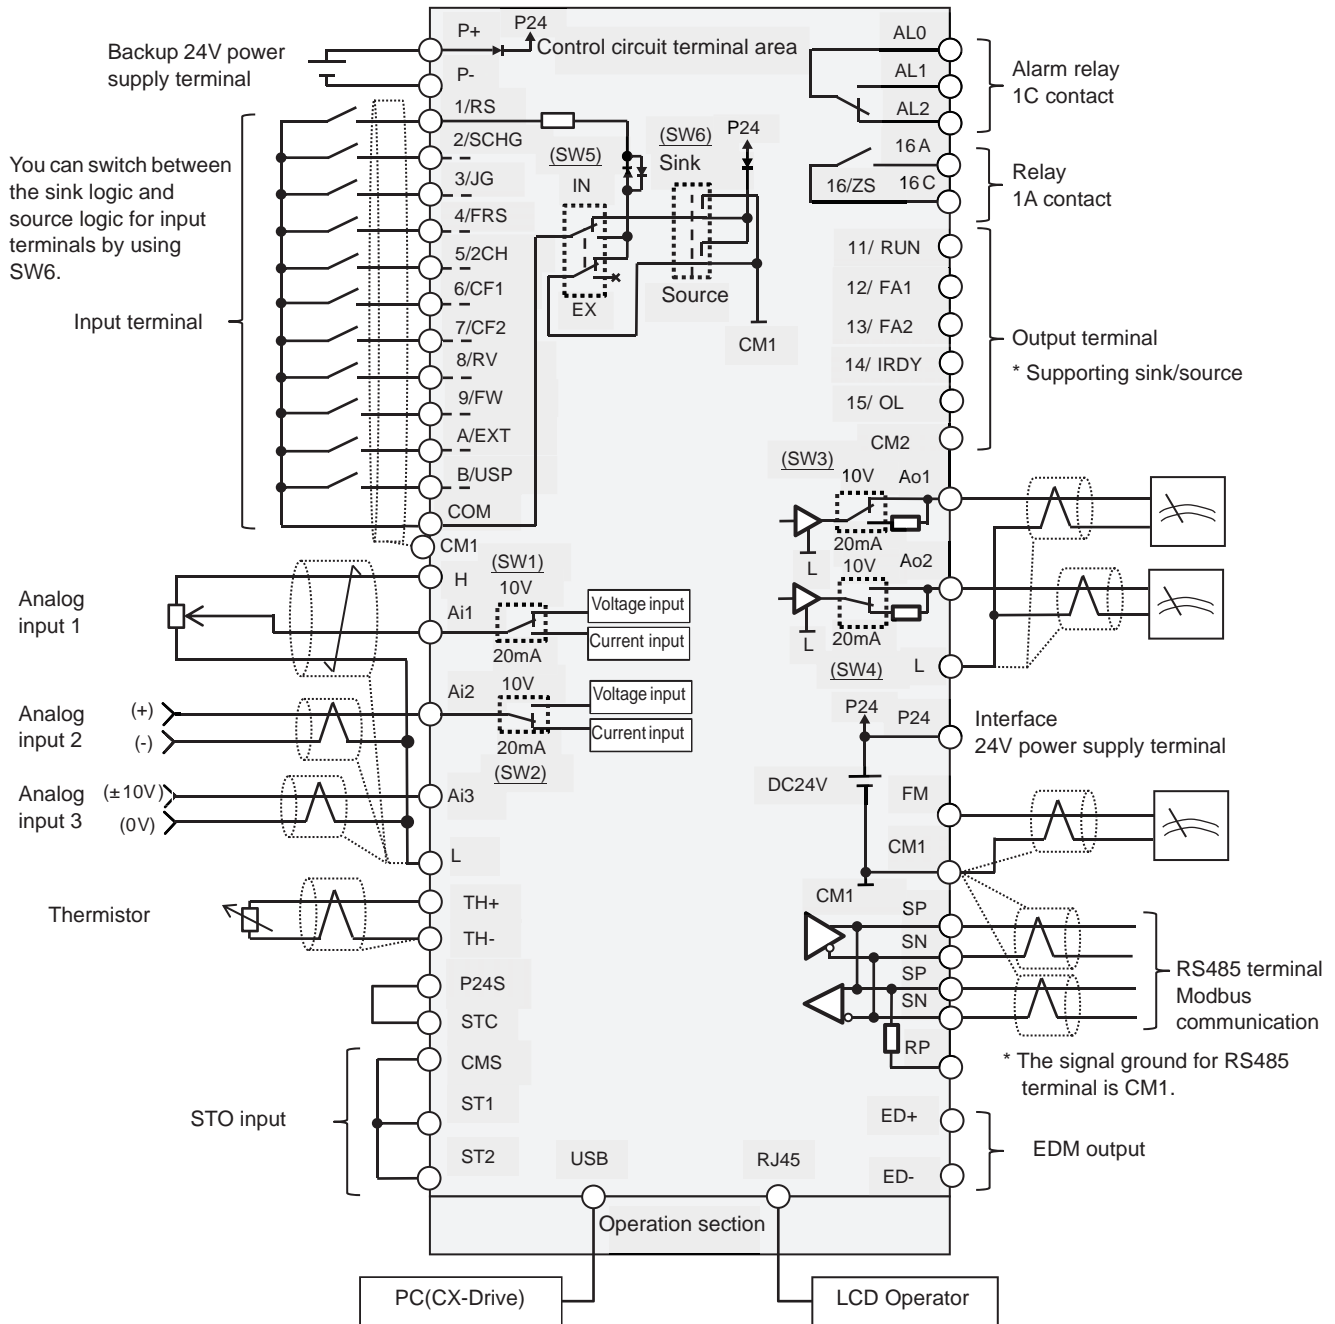 Control circuit terminal area
Backup 24V power
supply terminal
P+
P24
P-
1/RS
2/SCHG
3/JG
4/FRS
5/2CH
6/CF1
7/CF2
8/RV
9/FW
A/EXT
B/USP
COM
CM1
You can switch between
the sink logic and
source logic for input
terminals by using
SW6.
Input terminal
(SW5)
IN
EX
(SW6)
Sink
Source
P24
CM1
AL0
AL1
AL2
Alarm relay
1C contact
16A
16/ZS
16C
Relay
1A contact
11/ RUN
12/ FA1
13/ FA2
14/ IRDY
15/ OL
CM2
Output terminal
* Supporting sink/source
(SW3)
10V
Ao1
20mA
L
10V
Ao2
20mA
L
(SW4)
L
Analog
input 1
H
Ai1
(SW1)
10V
20mA
Voltage input
Current input
Analog
input 2
(+)
(-)
Ai2
10V
20mA
(SW2)
Voltage input
Current input
Analog
input 3
(±10V)
(0V)
Ai3
L
P24
P24
Interface
24V power supply terminal
DC24V
FM
CM1
CM1
Thermistor
TH+
TH-
SP
SN
SP
SN
RP
RS485 terminal
Modbus
communication
* The signal ground for RS485
terminal is CM1.
P24S
STC
CMS
ST1
ST2
STO input
ED+
ED-
EDM output
USB
RJ45
Operation section
PC(CX-Drive)
LCD Operator